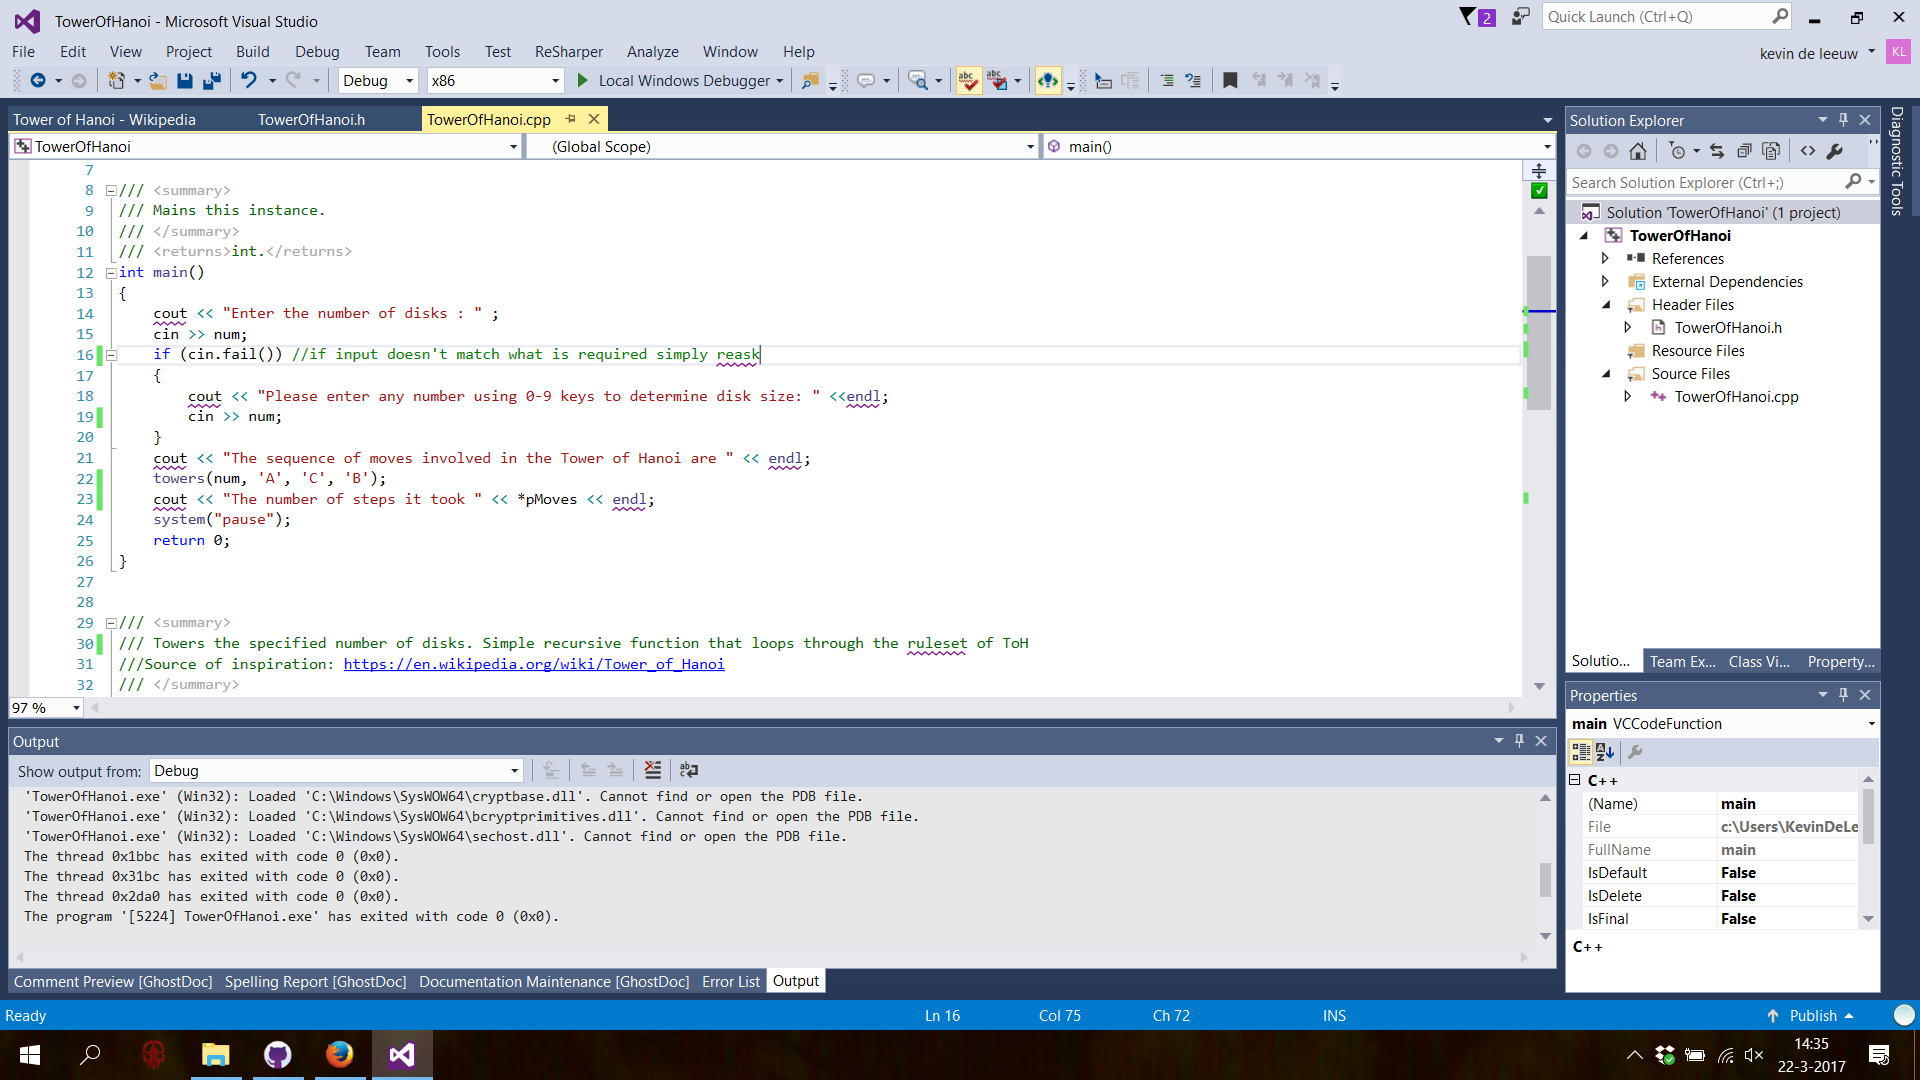 TowerOfHanoi - Microsoft Visual Studio
2
Quick Launch (Ctrl+Q)
File Edit View Project Build Debug Team Tools Test ReSharper Analyze Window Help
kevin de leeuw
KL
Debug x86 Local Windows Debugger
Tower of Hanoi - Wikipedia TowerOfHanoi.h TowerOfHanoi.cpp
TowerOfHanoi (Global Scope) main()
7
8 /// <summary>
9 /// Mains this instance.
10 /// </summary>
11 /// <returns>int.</returns>
12 int main()
13 {
14 cout << "Enter the number of disks : " ;
15 cin >> num;
16 if (cin.fail()) //if input doesn't match what is required simply reask
17 {
18 cout << "Please enter any number using 0-9 keys to determine disk size: " <<endl;
19 cin >> num;
20 }
21 cout << "The sequence of moves involved in the Tower of Hanoi are " << endl;
22 towers(num, 'A', 'C', 'B');
23 cout << "The number of steps it took " << *pMoves << endl;
24 system("pause");
25 return 0;
26 }
27
28
29 /// <summary>
30 /// Towers the specified number of disks. Simple recursive function that loops through the ruleset of ToH
31 ///Source of inspiration: https://en.wikipedia.org/wiki/Tower_of_Hanoi
32 /// </summary>
97 %
Output
Show output from: Debug
'TowerOfHanoi.exe' (Win32): Loaded 'C:\Windows\SysWOW64\cryptbase.dll'. Cannot find or open the PDB file.
'TowerOfHanoi.exe' (Win32): Loaded 'C:\Windows\SysWOW64\bcryptprimitives.dll'. Cannot find or open the PDB file.
'TowerOfHanoi.exe' (Win32): Loaded 'C:\Windows\SysWOW64\sechost.dll'. Cannot find or open the PDB file.
The thread 0x1bbc has exited with code 0 (0x0).
The thread 0x31bc has exited with code 0 (0x0).
The thread 0x2da0 has exited with code 0 (0x0).
The program '[5224] TowerOfHanoi.exe' has exited with code 0 (0x0).
Comment Preview [GhostDoc] Spelling Report [GhostDoc] Documentation Maintenance [GhostDoc] Error List Output
Solution Explorer
Search Solution Explorer (Ctrl+;)
Solution 'TowerOfHanoi' (1 project)
TowerOfHanoi
References
External Dependencies
Header Files
TowerOfHanoi.h
Resource Files
Source Files
TowerOfHanoi.cpp
Solutio... Team Ex... Class Vi... Property...
Properties
main VCCodeFunction
C++
(Name) main
File c:\Users\KevinDeLe
FullName main
IsDefault False
IsDelete False
IsFinal False
C++
Diagnostic Tools
Ready Ln 16 Col 75 Ch 72 INS Publish
14:35
22-3-2017